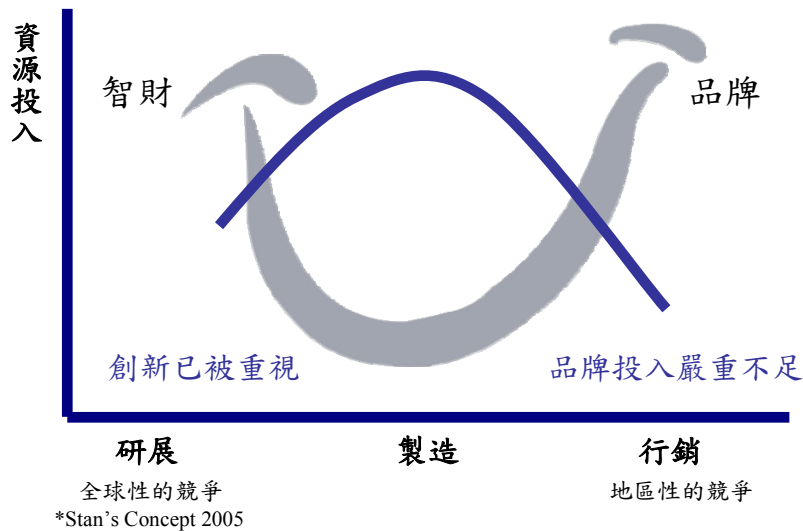 資源投入
智財
品牌
創新已被重視
品牌投入嚴重不足
研展
製造
行銷
全球性的競爭
地區性的競爭
*Stan's Concept 2005